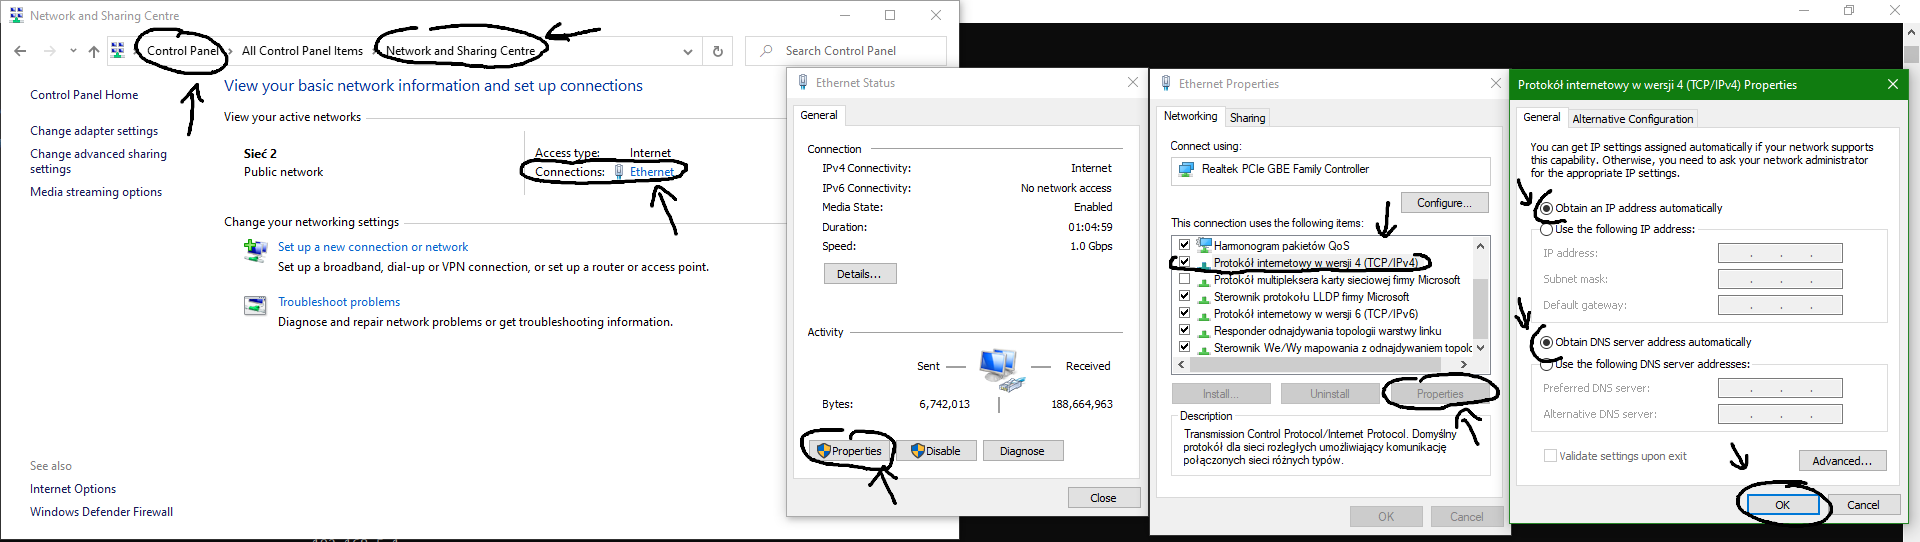 Network and Sharing Centre
Control Panel > All Control Panel Items > Network and Sharing Centre
Search Control Panel
Control Panel Home
Change adapter settings
Change advanced sharing
settings
Media streaming options
See also
Internet Options
Windows Defender Firewall
View your basic network information and set up connections
View your active networks
Sieć 2
Public network
Access type: Internet
Connections: Ethernet
Change your networking settings
Set up a new connection or network
Set up a broadband, dial-up or VPN connection, or set up a router or access point.
Troubleshoot problems
Diagnose and repair network problems or get troubleshooting information.
Ethernet Status
General
Connection
IPv4 Connectivity: Internet
IPv6 Connectivity: No network access
Media State: Enabled
Duration: 01:04:59
Speed: 1.0 Gbps
Details...
Activity
Sent — Received
Bytes: 6,742,013 | 188,664,963
Properties Disable Diagnose
Close
Ethernet Properties
Networking Sharing
Connect using:
Realtek PCIe GBE Family Controller
Configure...
This connection uses the following items:
Harmonogram pakietów QoS
Protokół internetowy w wersji 4 (TCP/IPv4)
Protokół multipleksera karty sieciowej firmy Microsoft
Sterownik protokołu LLDP firmy Microsoft
Protokół internetowy w wersji 6 (TCP/IPv6)
Responder odnajdywania topologii warstwy linku
Sterownik We/Wy mapowania z odnajdywaniem topolo
Install... Uninstall Properties
Description
Transmission Control Protocol/Internet Protocol. Domyślny
protokół dla sieci rozległych umożliwiający komunikację
połączonych sieci różnych typów.
OK Cancel
Protokół internetowy w wersji 4 (TCP/IPv4) Properties
General Alternative Configuration
You can get IP settings assigned automatically if your network supports
this capability. Otherwise, you need to ask your network administrator
for the appropriate IP settings.
Obtain an IP address automatically
Use the following IP address:
IP address:
Subnet mask:
Default gateway:
Obtain DNS server address automatically
Use the following DNS server addresses:
Preferred DNS server:
Alternative DNS server:
Validate settings upon exit
Advanced...
OK Cancel